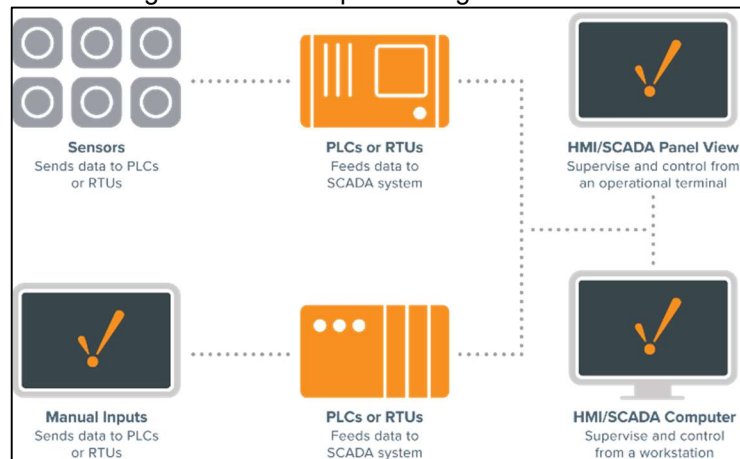 Sensors
Sends data to PLCs
or RTUs
PLCs or RTUs
Feeds data to
SCADA system
HMI/SCADA Panel View
Supervise and control from
an operational terminal
Manual Inputs
Sends data to PLCs
or RTUs
PLCs or RTUs
Feeds data to
SCADA system
HMI/SCADA Computer
Supervise and control
from a workstation